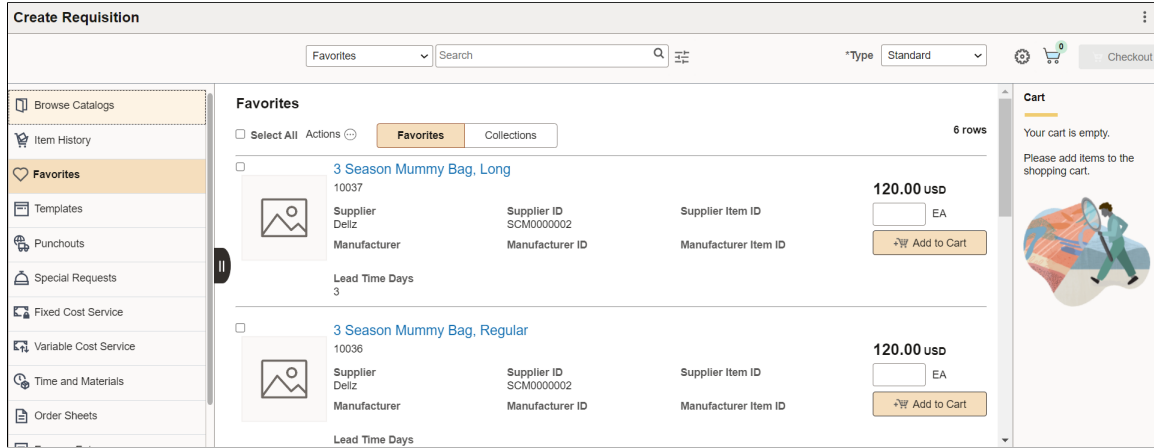 Create Requisition
Favorites
Search
*Type
Standard
0
Checkout
Browse Catalogs
Item History
Favorites
Templates
Punchouts
Special Requests
Fixed Cost Service
Variable Cost Service
Time and Materials
Order Sheets
Favorites
Select All Actions
Favorites
Collections
6 rows
3 Season Mummy Bag, Long
10037
Supplier Supplier ID Supplier Item ID
Dellz SCM0000002
Manufacturer Manufacturer ID Manufacturer Item ID
Lead Time Days
3
120.00 USD
EA
Add to Cart
3 Season Mummy Bag, Regular
10036
Supplier Supplier ID Supplier Item ID
Dellz SCM0000002
Manufacturer Manufacturer ID Manufacturer Item ID
Lead Time Days
120.00 USD
EA
Add to Cart
Cart
Your cart is empty.
Please add items to the
shopping cart.